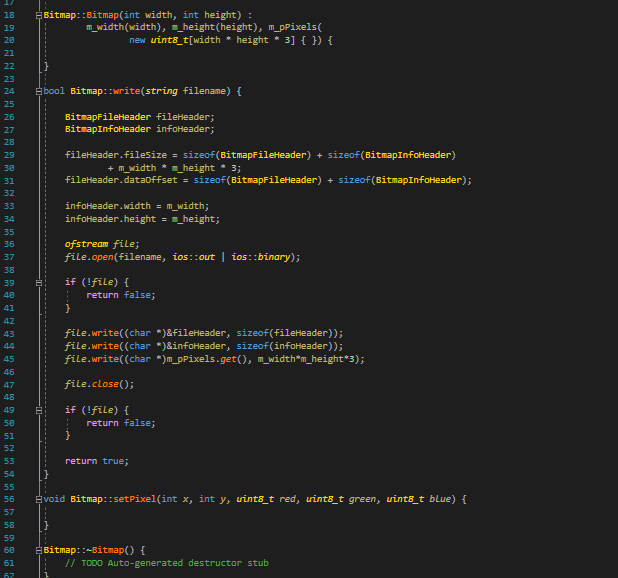 17
18 Bitmap::Bitmap(int width, int height) :
19 m_width(width), m_height(height), m_pPixels(
20 new uint8_t[width * height * 3] { }) {
21
22 }
23
24 bool Bitmap::write(string filename) {
25
26 BitmapFileHeader fileHeader;
27 BitmapInfoHeader infoHeader;
28
29 fileHeader.fileSize = sizeof(BitmapFileHeader) + sizeof(BitmapInfoHeader)
30 + m_width * m_height * 3;
31 fileHeader.dataOffset = sizeof(BitmapFileHeader) + sizeof(BitmapInfoHeader);
32
33 infoHeader.width = m_width;
34 infoHeader.height = m_height;
35
36 ofstream file;
37 file.open(filename, ios::out | ios::binary);
38
39 if (!file) {
40 return false;
41 }
42
43 file.write((char *)&fileHeader, sizeof(fileHeader));
44 file.write((char *)&infoHeader, sizeof(infoHeader));
45 file.write((char *)m_pPixels.get(), m_width*m_height*3);
46
47 file.close();
48
49 if (!file) {
50 return false;
51 }
52
53 return true;
54 }
55
56 void Bitmap::setPixel(int x, int y, uint8_t red, uint8_t green, uint8_t blue) {
57
58 }
59
60 Bitmap::~Bitmap() {
61 // TODO Auto-generated destructor stub
62 }